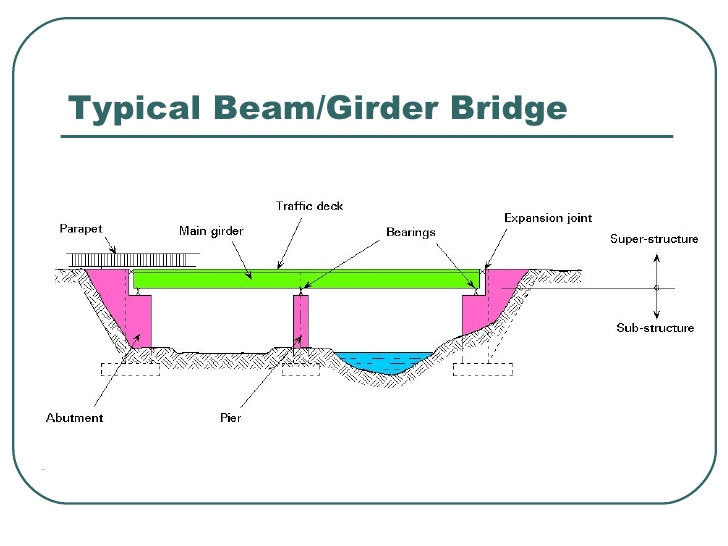 Typical Beam/Girder Bridge
Traffic deck
Parapet
Main girder
Bearings
Expansion joint
Super-structure
Sub-structure
Abutment
Pier